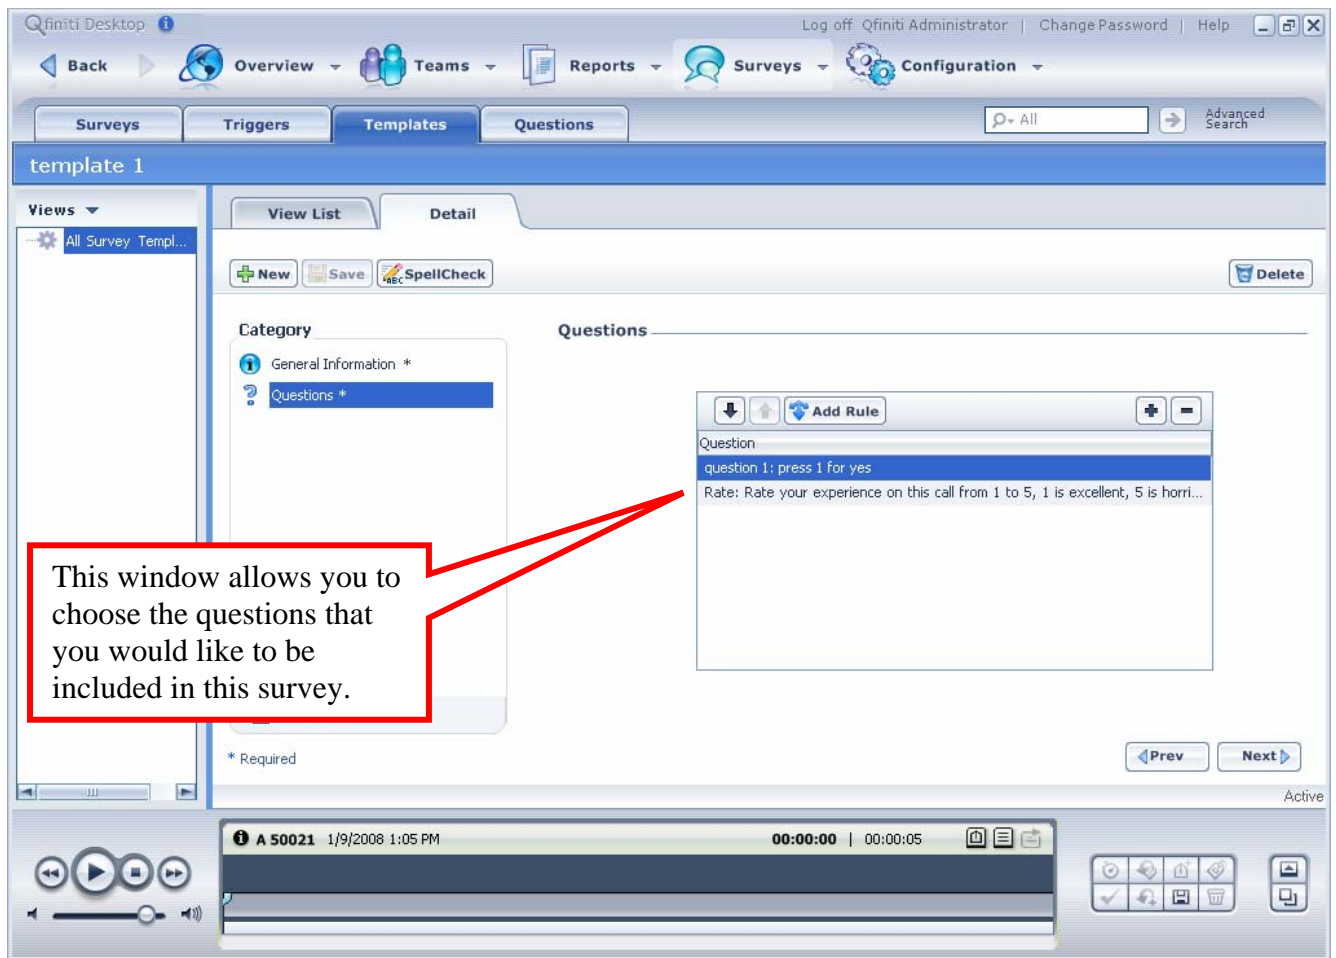 Qfiniti Desktop
Log off Qfiniti Administrator | Change Password | Help
Back
Overview
Teams
Reports
Surveys
Configuration
Surveys
Triggers
Templates
Questions
All
Advanced
Search
template 1
Views
View List
Detail
All Survey Templ...
New
Save
ABC SpellCheck
Delete
Category
Questions
General Information *
Questions *
Add Rule
Question
question 1: press 1 for yes
Rate: Rate your experience on this call from 1 to 5, 1 is excellent, 5 is horri...
This window allows you to
choose the questions that
you would like to be
included in this survey.
* Required
Prev
Next
Active
A 50021 1/9/2008 1:05 PM
00:00:00 | 00:00:05